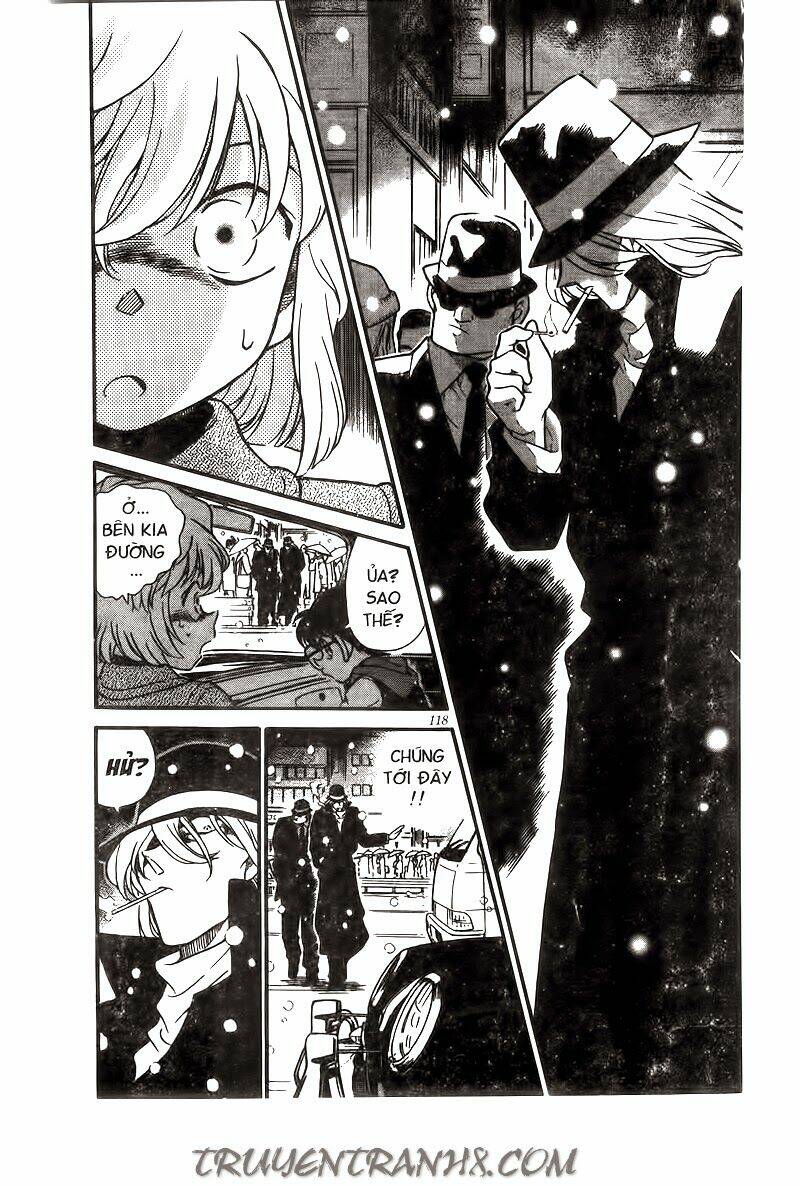 Ở...
BÊN KIA
ĐƯỜNG
...
ỦA?
SAO
THẾ?
118
HỬ?
CHÚNG
TỚI ĐÂY
!!
TRUYENTRANH8.COM